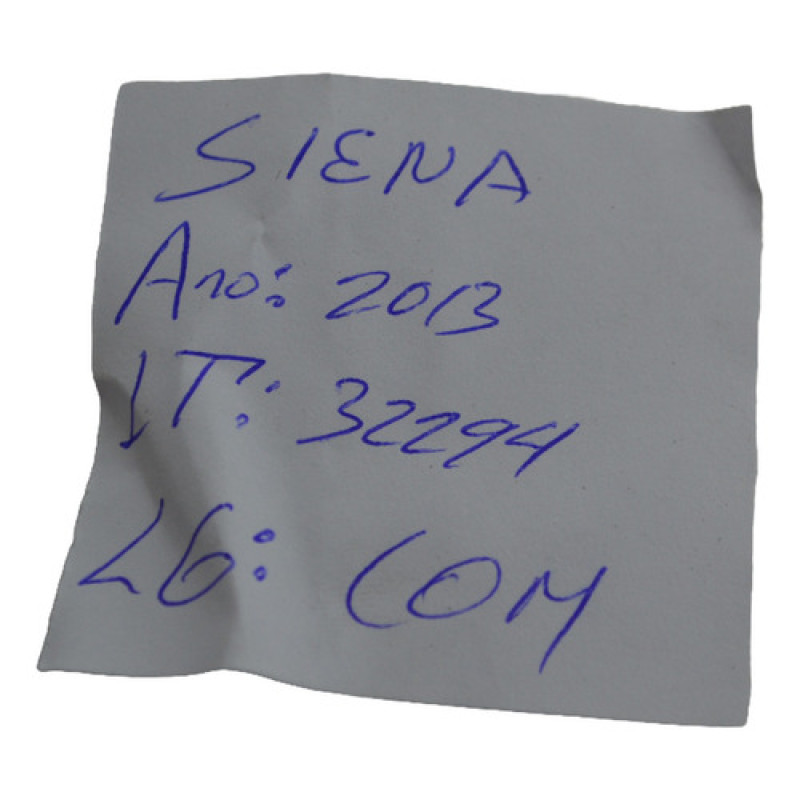 SIENA
Ano: 2013
IT: 32294
LG: COM